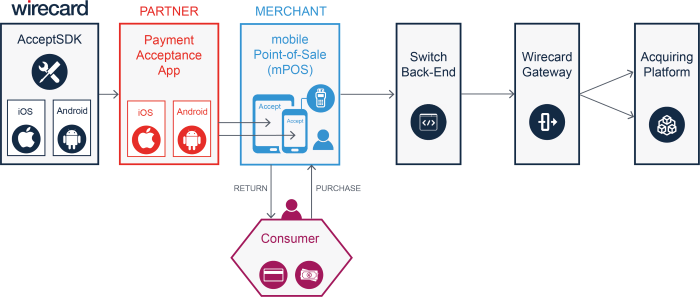 wirecard
AcceptSDK
iOS
Android
PARTNER
Payment
Acceptance
App
iOS
Android
MERCHANT
mobile
Point-of-Sale
(mPOS)
Accept
Accept
Switch
Back-End
Wirecard
Gateway
Acquiring
Platform
RETURN
PURCHASE
Consumer